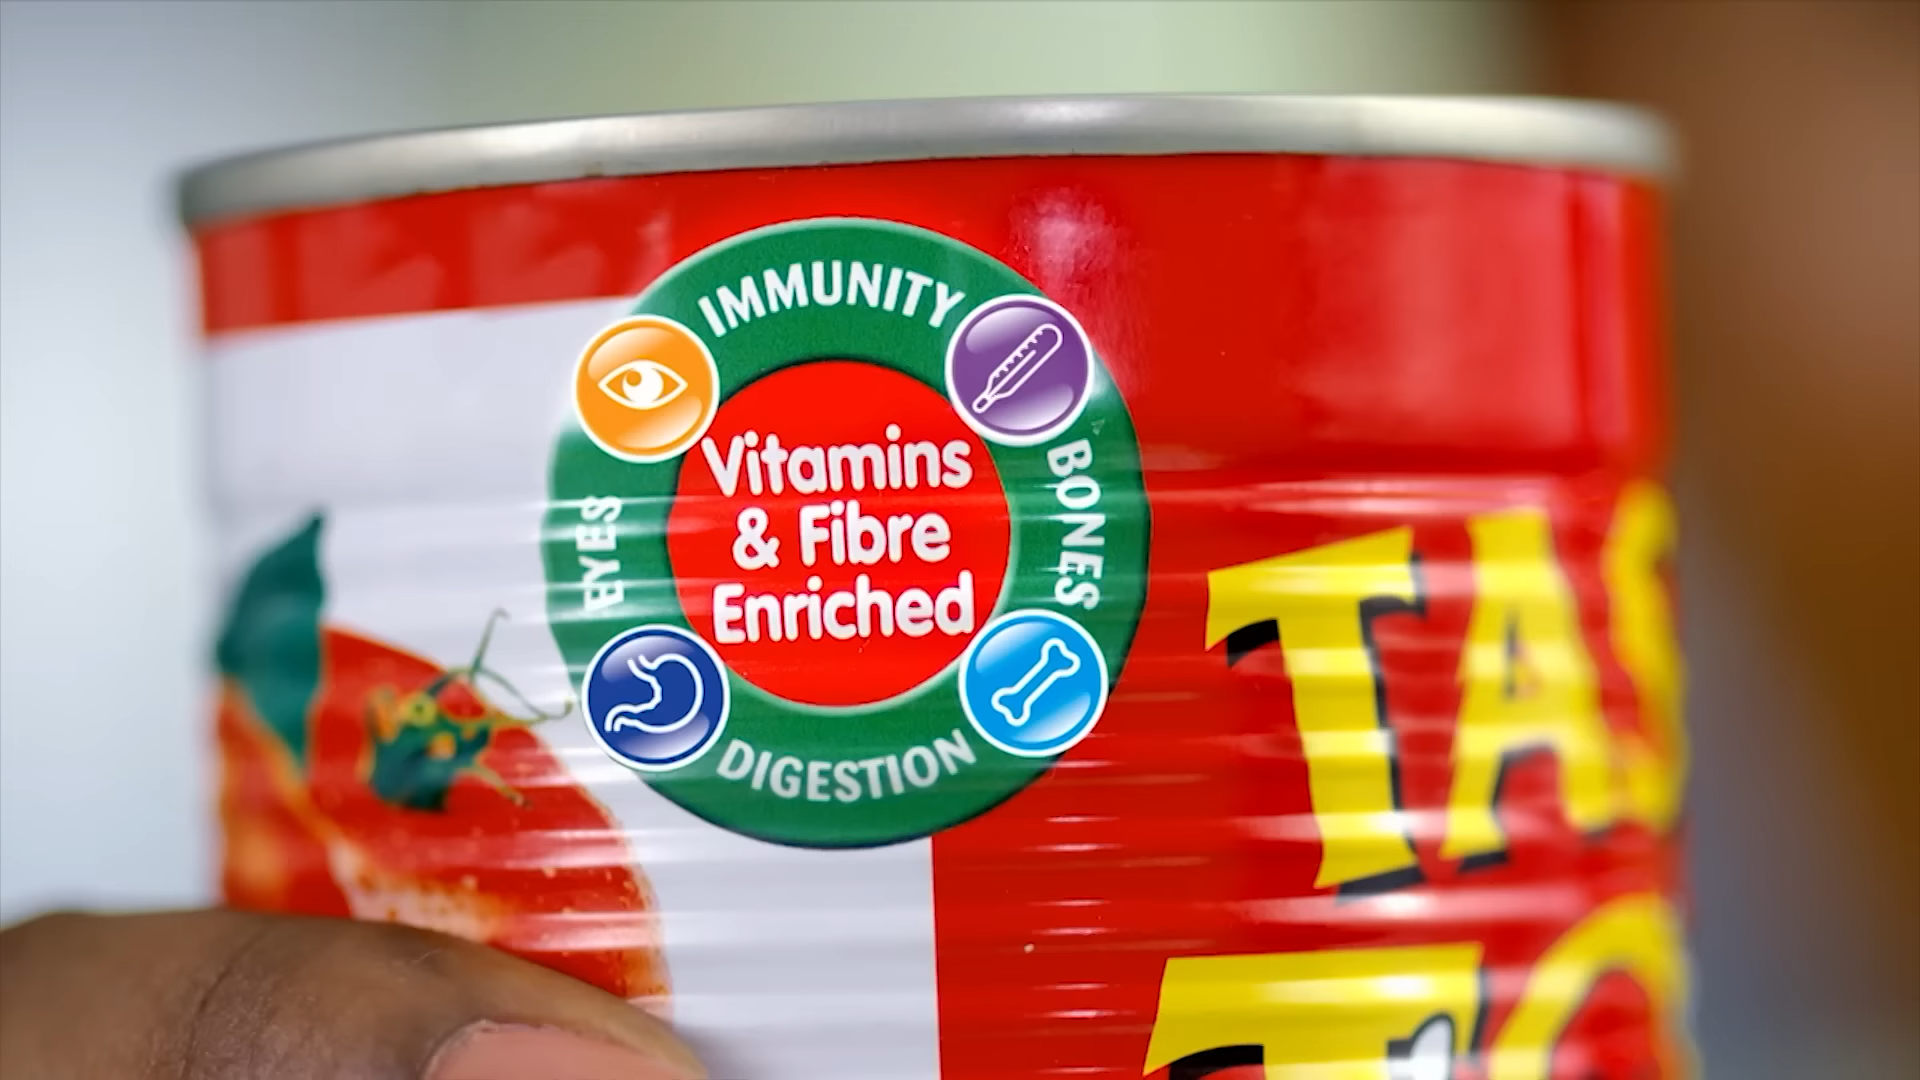 IMMUNITY
EYES
BONES
Vitamins
& Fibre
Enriched
DIGESTION